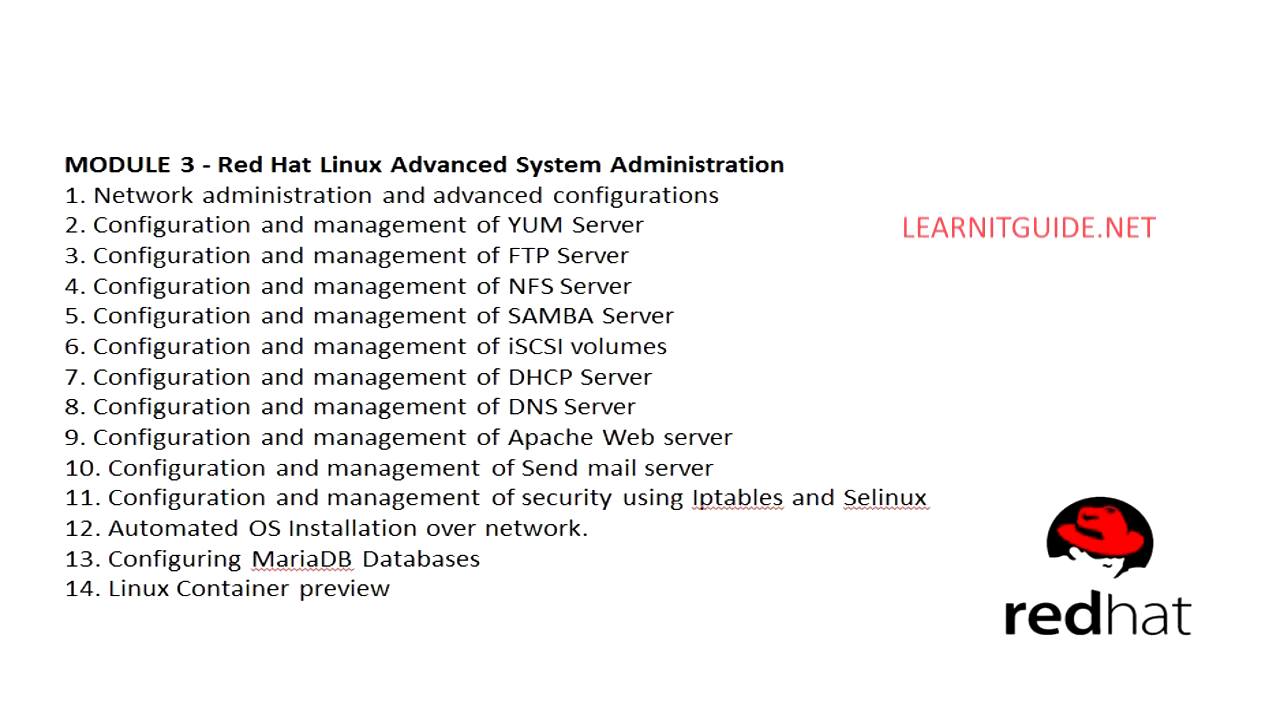 MODULE 3 - Red Hat Linux Advanced System Administration
1. Network administration and advanced configurations
2. Configuration and management of YUM Server
3. Configuration and management of FTP Server
4. Configuration and management of NFS Server
5. Configuration and management of SAMBA Server
6. Configuration and management of iSCSI volumes
7. Configuration and management of DHCP Server
8. Configuration and management of DNS Server
9. Configuration and management of Apache Web server
10. Configuration and management of Send mail server
11. Configuration and management of security using Iptables and Selinux
12. Automated OS Installation over network.
13. Configuring MariaDB Databases
14. Linux Container preview
LEARNITGUIDE.NET
redhat